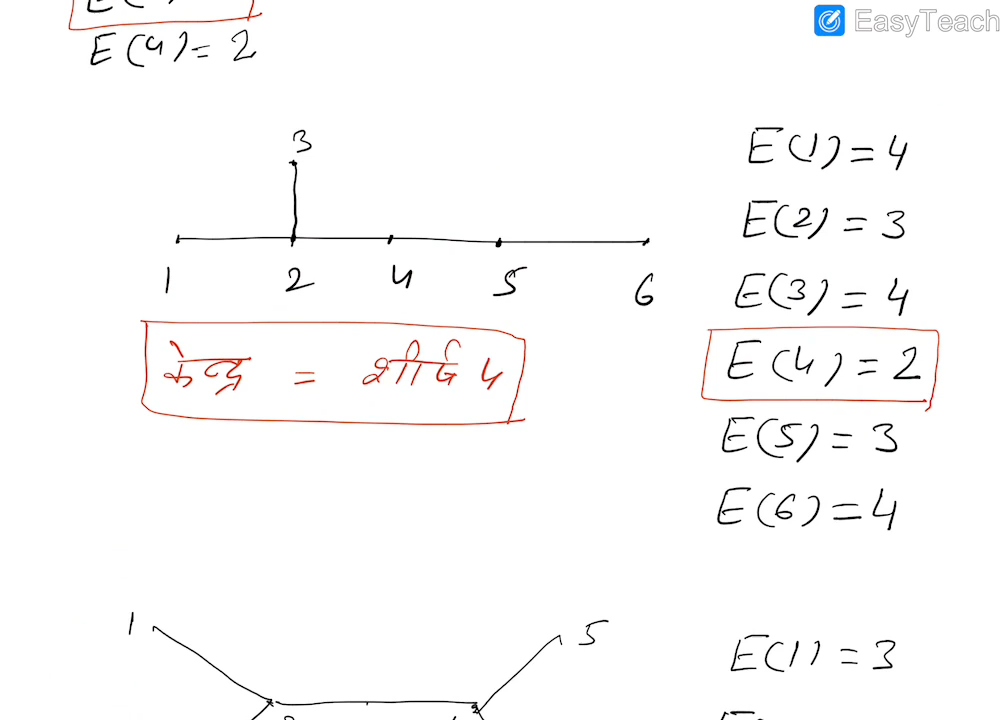 EasyTeach
E(4) = 2
3
1 2 4 5 6
केन्द्र = शीर्ष 4
E(1) = 4
E(2) = 3
E(3) = 4
E(4) = 2
E(5) = 3
E(6) = 4
1 5
E(1) = 3